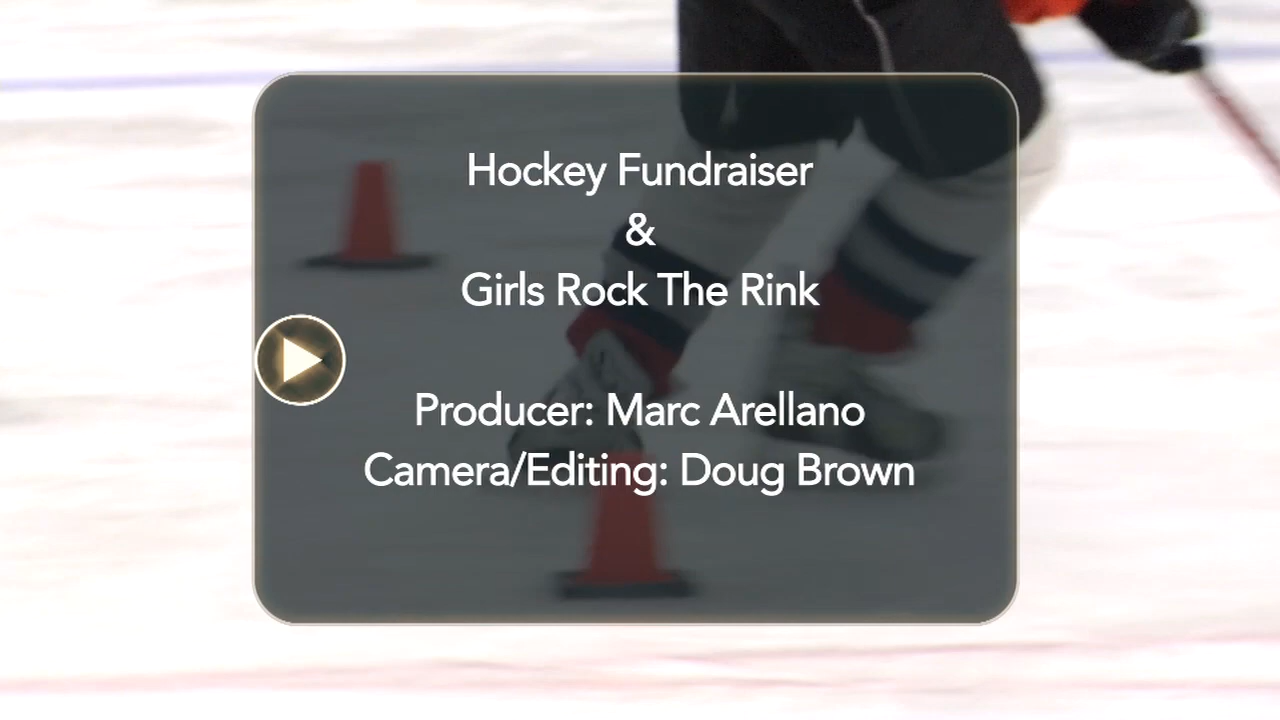 Hockey Fundraiser
&
Girls Rock The Rink
Producer: Marc Arellano
Camera/Editing: Doug Brown